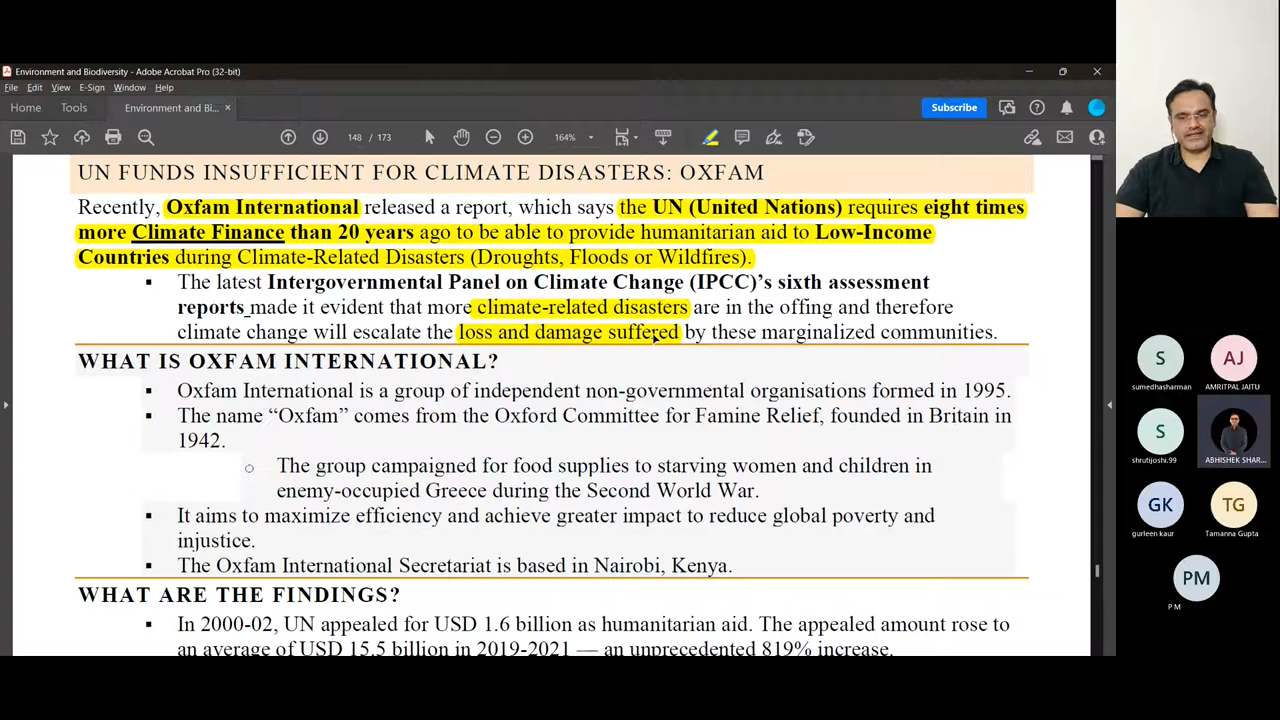 Environment and Biodiversity - Adobe Acrobat Pro (32-bit)
File Edit View E-Sign Window Help
Home Tools Environment and Bi... × Subscribe
148 / 173 164%
UN FUNDS INSUFFICIENT FOR CLIMATE DISASTERS: OXFAM
Recently, Oxfam International released a report, which says the UN (United Nations) requires eight times
more Climate Finance than 20 years ago to be able to provide humanitarian aid to Low-Income
Countries during Climate-Related Disasters (Droughts, Floods or Wildfires).
▪ The latest Intergovernmental Panel on Climate Change (IPCC)’s sixth assessment
reports made it evident that more climate-related disasters are in the offing and therefore
climate change will escalate the loss and damage suffered by these marginalized communities.
WHAT IS OXFAM INTERNATIONAL?
▪ Oxfam International is a group of independent non-governmental organisations formed in 1995.
▪ The name “Oxfam” comes from the Oxford Committee for Famine Relief, founded in Britain in
1942.
○ The group campaigned for food supplies to starving women and children in
enemy-occupied Greece during the Second World War.
▪ It aims to maximize efficiency and achieve greater impact to reduce global poverty and
injustice.
▪ The Oxfam International Secretariat is based in Nairobi, Kenya.
WHAT ARE THE FINDINGS?
▪ In 2000-02, UN appealed for USD 1.6 billion as humanitarian aid. The appealed amount rose to
an average of USD 15.5 billion in 2019-2021 — an unprecedented 819% increase.
S AJ
sumedhasharman AMRITPAL JAITU
S
shrutijoshi.99 ABHISHEK SHAR...
GK TG
gurleen kaur Tamanna Gupta
PM
P M